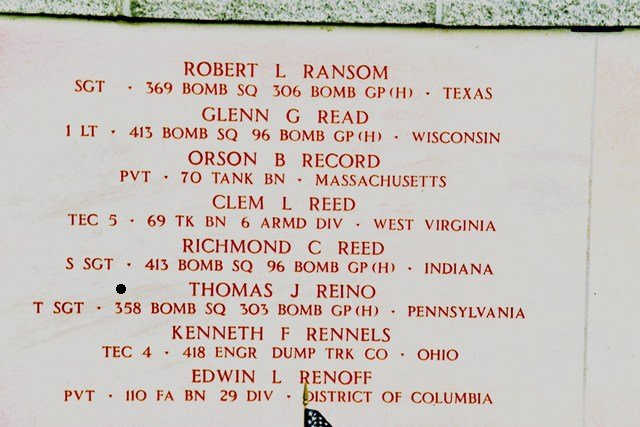 ROBERT L RANSOM
SGT · 369 BOMB SQ 306 BOMB GP (H) · TEXAS
GLENN G READ
1 LT · 413 BOMB SQ 96 BOMB GP (H) · WISCONSIN
ORSON B RECORD
PVT · 70 TANK BN · MASSACHUSETTS
CLEM L REED
TEC 5 · 69 TK BN 6 ARMD DIV · WEST VIRGINIA
RICHMOND C REED
S SGT · 413 BOMB SQ 96 BOMB GP (H) · INDIANA
THOMAS J REINO
T SGT · 358 BOMB SQ 303 BOMB GP (H) · PENNSYLVANIA
KENNETH F RENNELS
TEC 4 · 418 ENGR DUMP TRK CO · OHIO
EDWIN L RENOFF
PVT · 110 FA BN 29 DIV · DISTRICT OF COLUMBIA